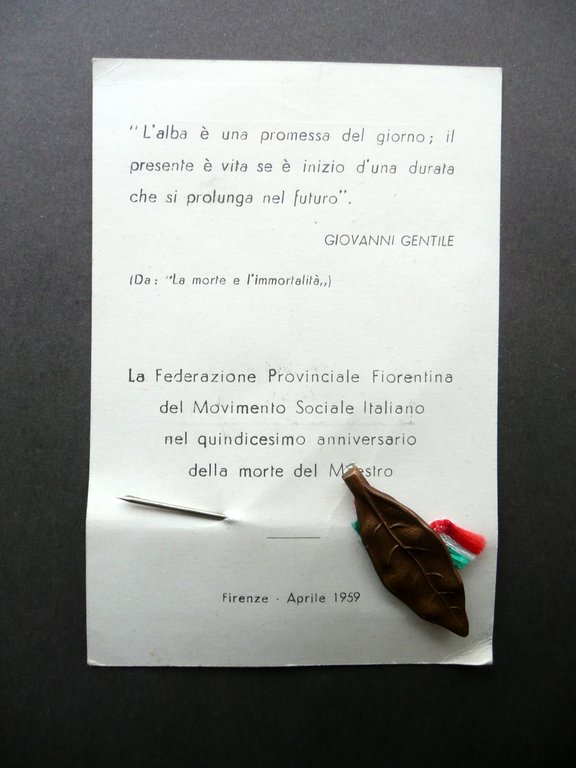 "L'alba è una promessa del giorno; il
presente è vita se è inizio d'una durata
che si prolunga nel futuro".
GIOVANNI GENTILE
(Da: "La morte e l'immortalità„)
La Federazione Provinciale Fiorentina
del Movimento Sociale Italiano
nel quindicesimo anniversario
della morte del Maestro
Firenze - Aprile 1959